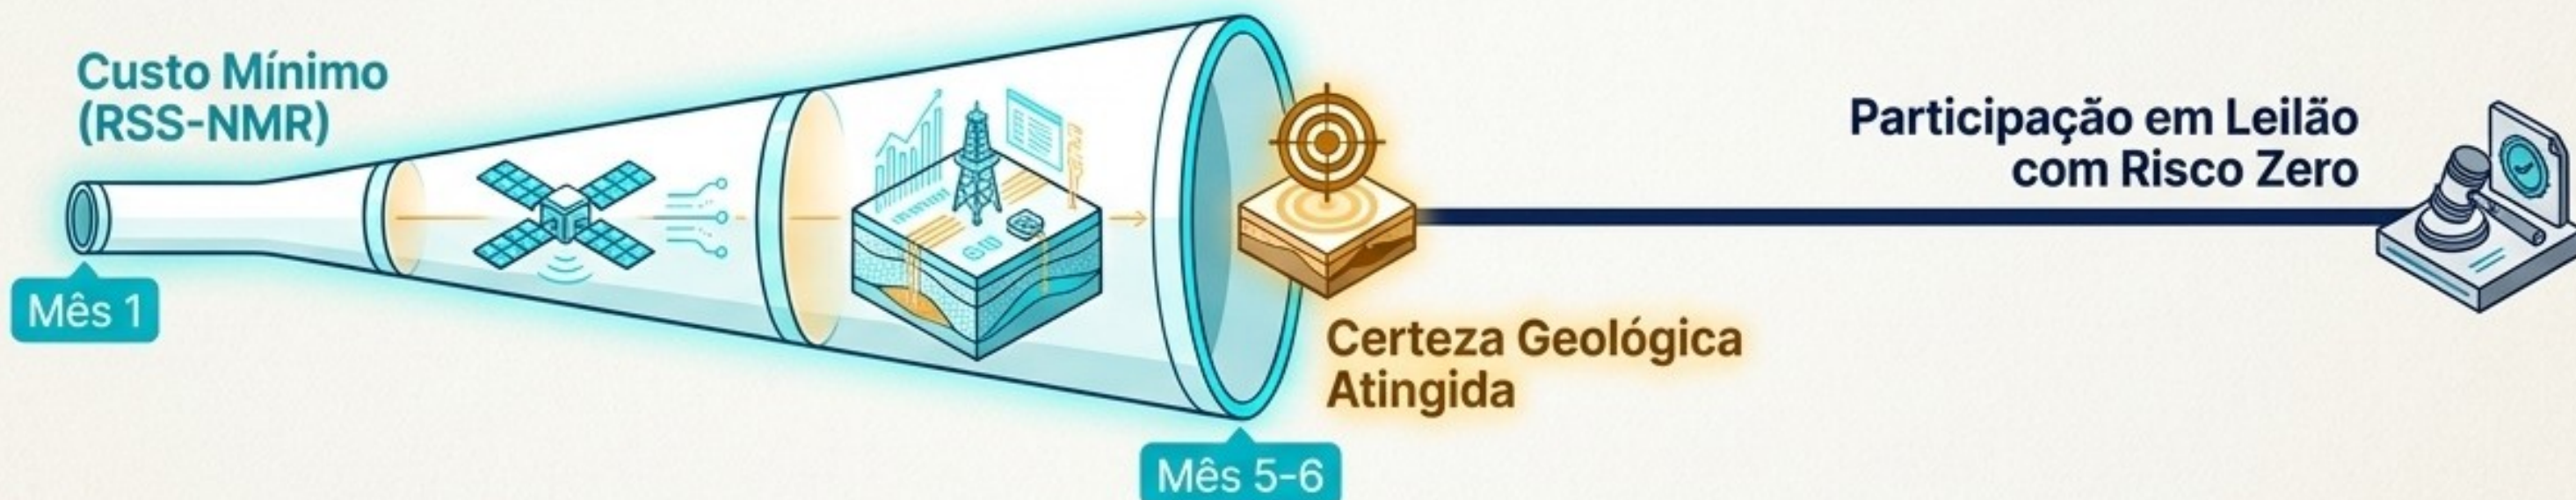 Custo Mínimo
(RSS-NMR)
Mês 1
Mês 5-6
Certeza Geológica
Atingida
Participação em Leilão
com Risco Zero